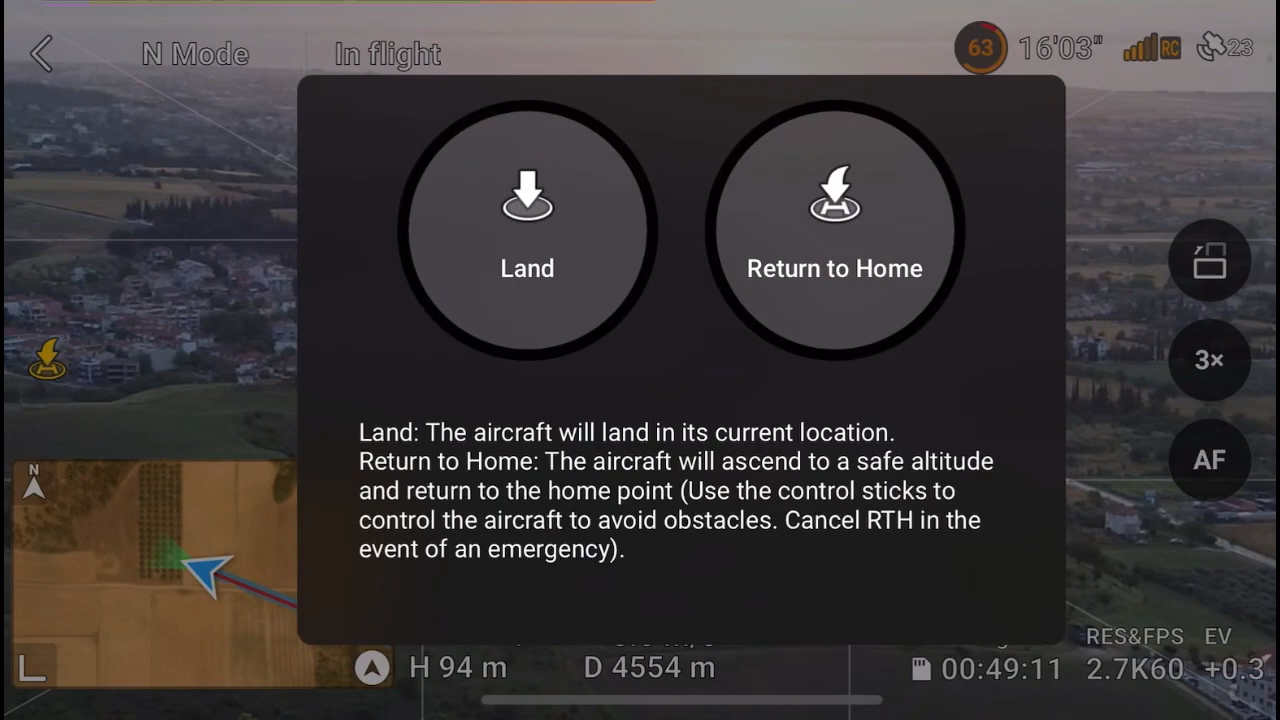 N Mode
In flight
63
16'03"
RC
23
Land
Return to Home
3×
AF
Land: The aircraft will land in its current location.
Return to Home: The aircraft will ascend to a safe altitude
and return to the home point (Use the control sticks to
control the aircraft to avoid obstacles. Cancel RTH in the
event of an emergency).
N
RES&FPS
EV
H 94 m
D 4554 m
00:49:11
2.7K60
+0.3